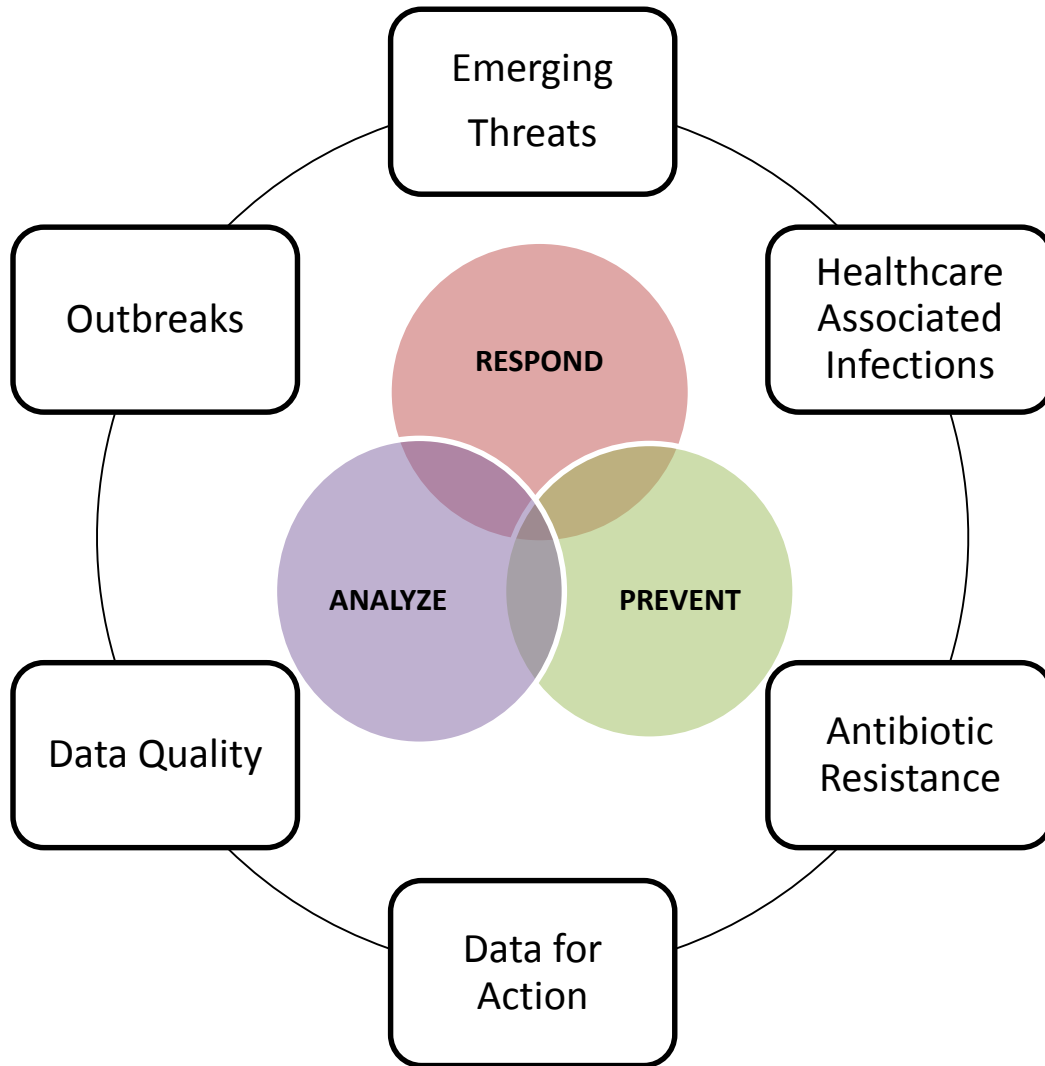 Emerging
Threats
Outbreaks
Healthcare
Associated
Infections
RESPOND
ANALYZE
PREVENT
Data Quality
Antibiotic
Resistance
Data for
Action